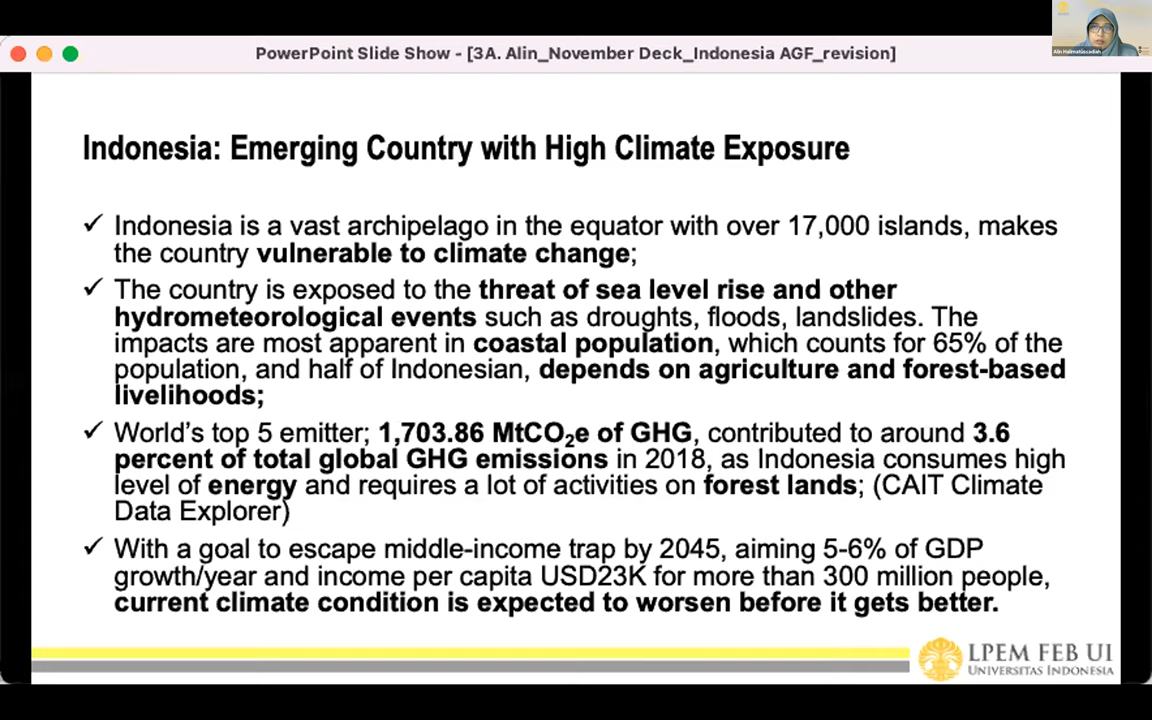 PowerPoint Slide Show - [3A. Alin_November Deck_Indonesia AGF_revision]
Alin Halimatussadiah
Indonesia: Emerging Country with High Climate Exposure
✓ Indonesia is a vast archipelago in the equator with over 17,000 islands, makes
the country vulnerable to climate change;
✓ The country is exposed to the threat of sea level rise and other
hydrometeorological events such as droughts, floods, landslides. The
impacts are most apparent in coastal population, which counts for 65% of the
population, and half of Indonesian, depends on agriculture and forest-based
livelihoods;
✓ World's top 5 emitter; 1,703.86 MtCO₂e of GHG, contributed to around 3.6
percent of total global GHG emissions in 2018, as Indonesia consumes high
level of energy and requires a lot of activities on forest lands; (CAIT Climate
Data Explorer)
✓ With a goal to escape middle-income trap by 2045, aiming 5-6% of GDP
growth/year and income per capita USD23K for more than 300 million people,
current climate condition is expected to worsen before it gets better.
LPEM FEB UI
UNIVERSITAS INDONESIA